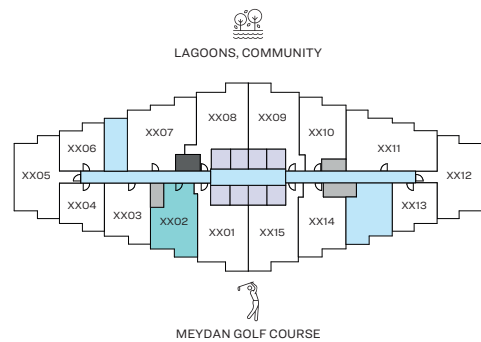 LAGOONS, COMMUNITY
XX08 XX09
XX07 XX10
XX06 XX11
XX05 XX12
XX04 XX03 XX02 XX01 XX15 XX14 XX13
MEYDAN GOLF COURSE